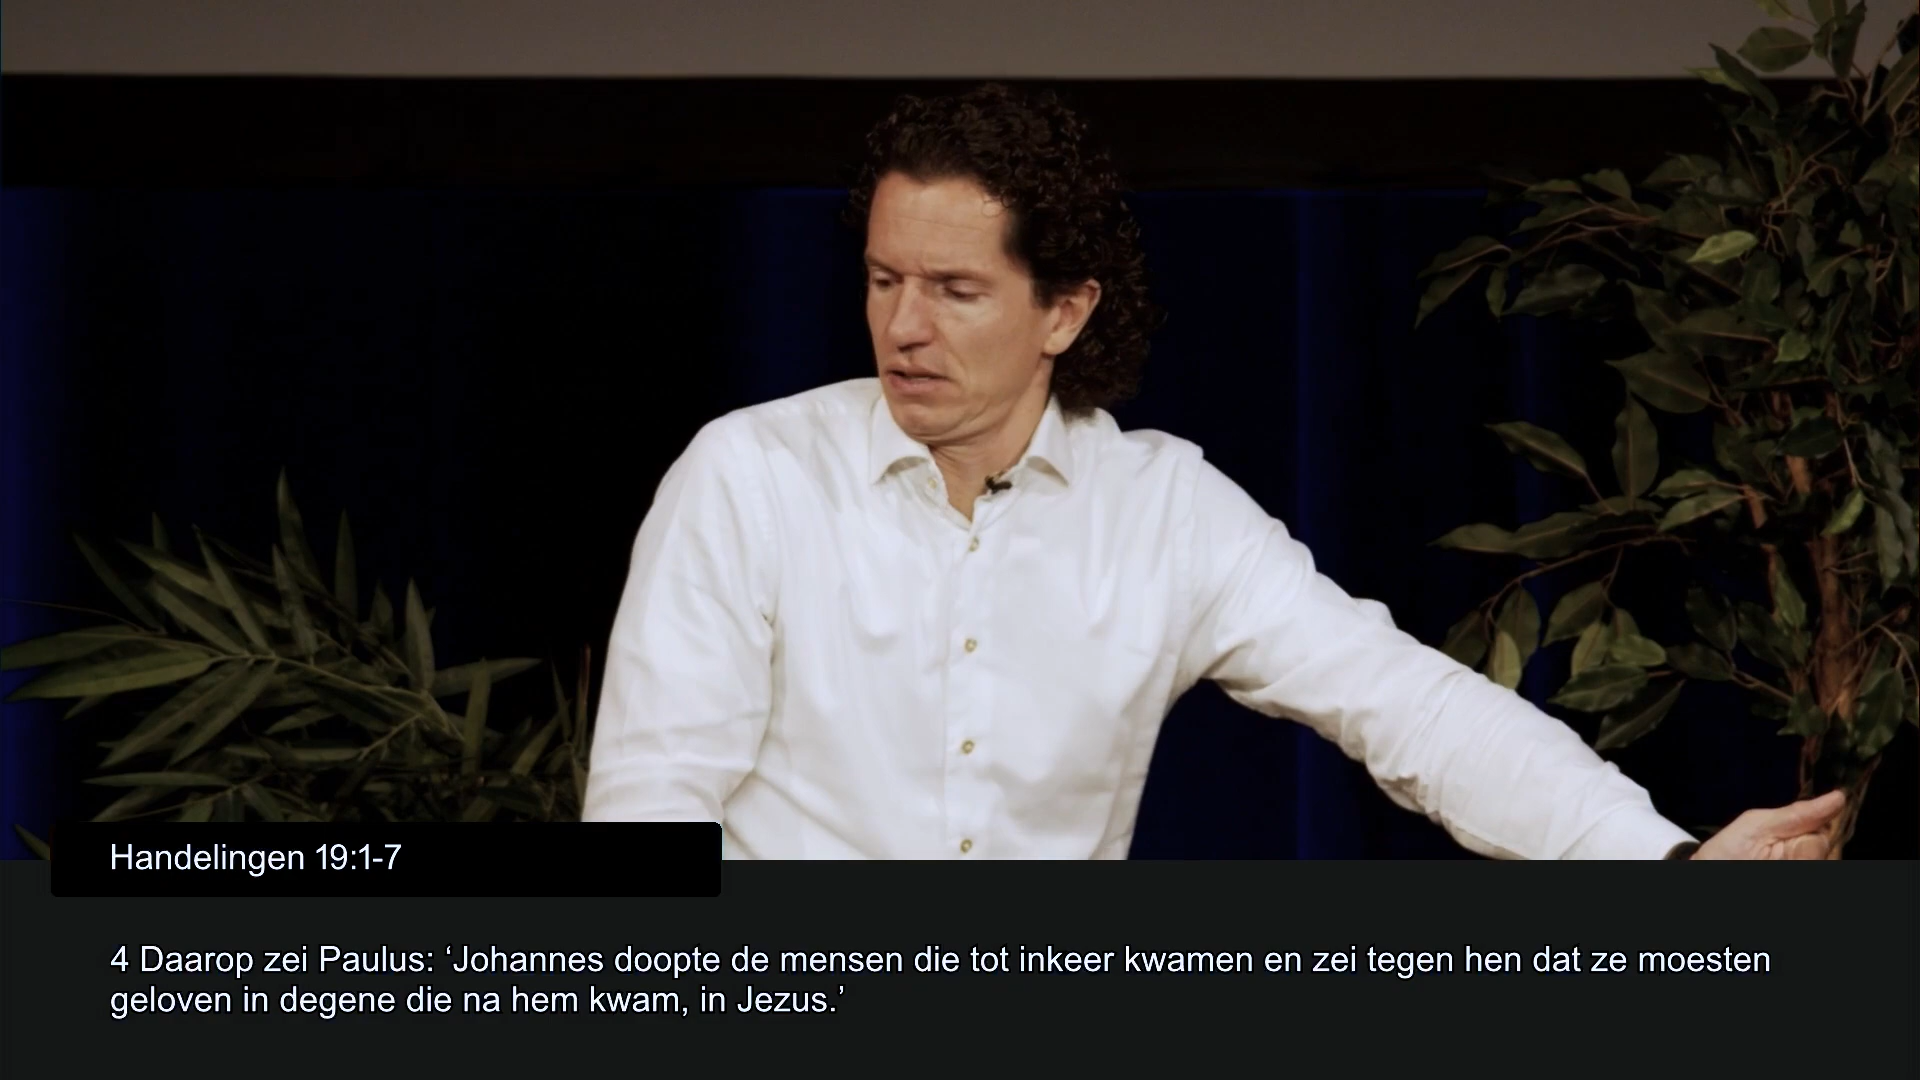 Handelingen 19:1-7
4 Daarop zei Paulus: ‘Johannes doopte de mensen die tot inkeer kwamen en zei tegen hen dat ze moesten
geloven in degene die na hem kwam, in Jezus.’